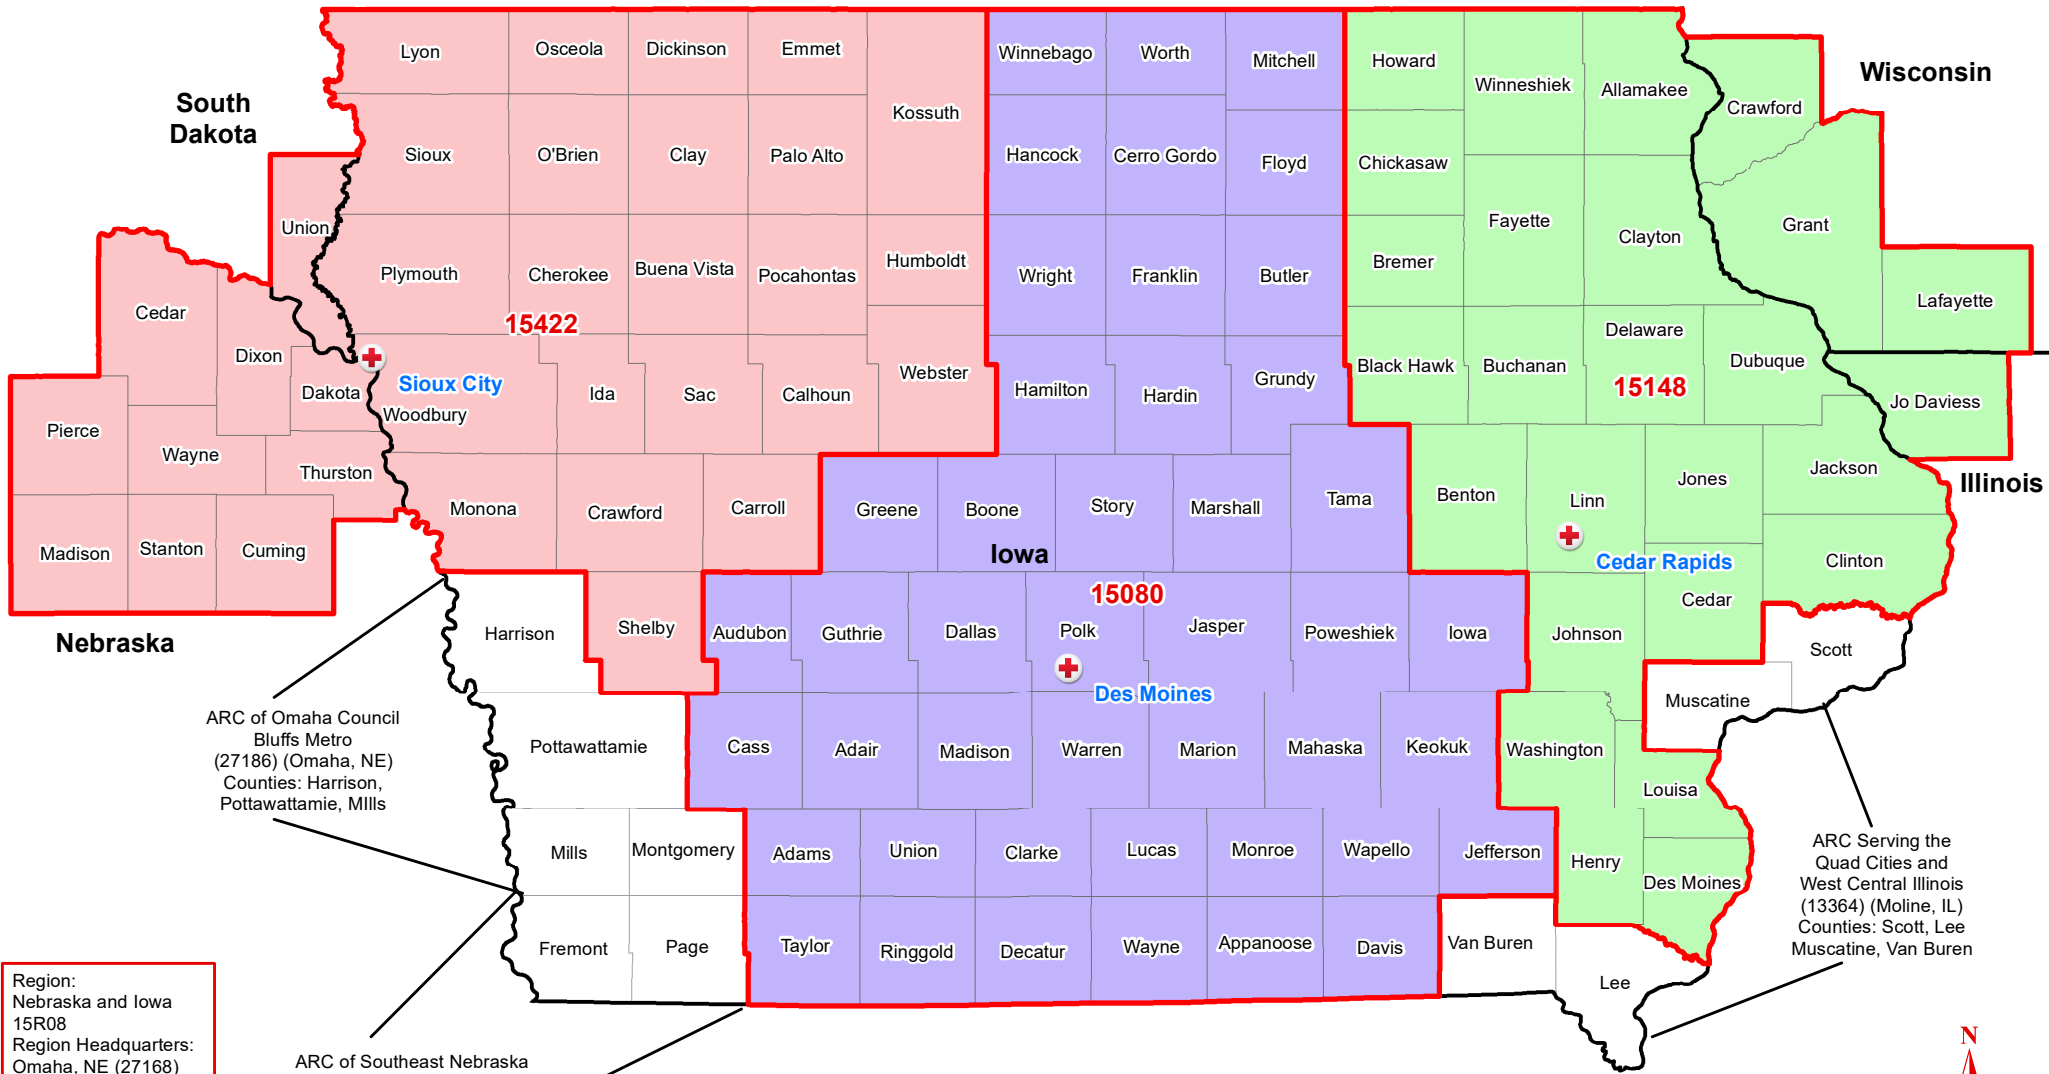 Lyon
Osceola
Dickinson
Emmet
Kossuth
Winnebago
Worth
Mitchell
Howard
Winneshiek
Allamakee
Crawford
Wisconsin
South
Dakota
Sioux
O'Brien
Clay
Palo Alto
Hancock
Cerro Gordo
Floyd
Chickasaw
Fayette
Clayton
Grant
Union
Plymouth
Cherokee
Buena Vista
Pocahontas
Humboldt
Wright
Franklin
Butler
Bremer
Lafayette
Cedar
Dixon
15422
Delaware
Dubuque
Dakota
Sioux City
Woodbury
Ida
Sac
Calhoun
Webster
Hamilton
Hardin
Grundy
Black Hawk
Buchanan
15148
Jo Daviess
Pierce
Wayne
Thurston
Monona
Crawford
Carroll
Greene
Boone
Story
Marshall
Tama
Benton
Linn
Jones
Jackson
Illinois
Madison
Stanton
Cuming
Iowa
Cedar Rapids
Clinton
Cedar
Nebraska
Harrison
Shelby
15080
Audubon
Guthrie
Dallas
Polk
Jasper
Poweshiek
Iowa
Johnson
Scott
Muscatine
Des Moines
ARC of Omaha Council
Bluffs Metro
(27186) (Omaha, NE)
Counties: Harrison,
Pottawattamie, MIlls
Pottawattamie
Cass
Adair
Madison
Warren
Marion
Mahaska
Keokuk
Washington
Louisa
Mills
Montgomery
Adams
Union
Clarke
Lucas
Monroe
Wapello
Jefferson
Henry
Des Moines
ARC Serving the
Quad Cities and
West Central Illinois
(13364) (Moline, IL)
Counties: Scott, Lee
Muscatine, Van Buren
Fremont
Page
Taylor
Ringgold
Decatur
Wayne
Appanoose
Davis
Van Buren
Lee
Region:
Nebraska and Iowa
15R08
Region Headquarters:
Omaha, NE (27168)
ARC of Southeast Nebraska
N